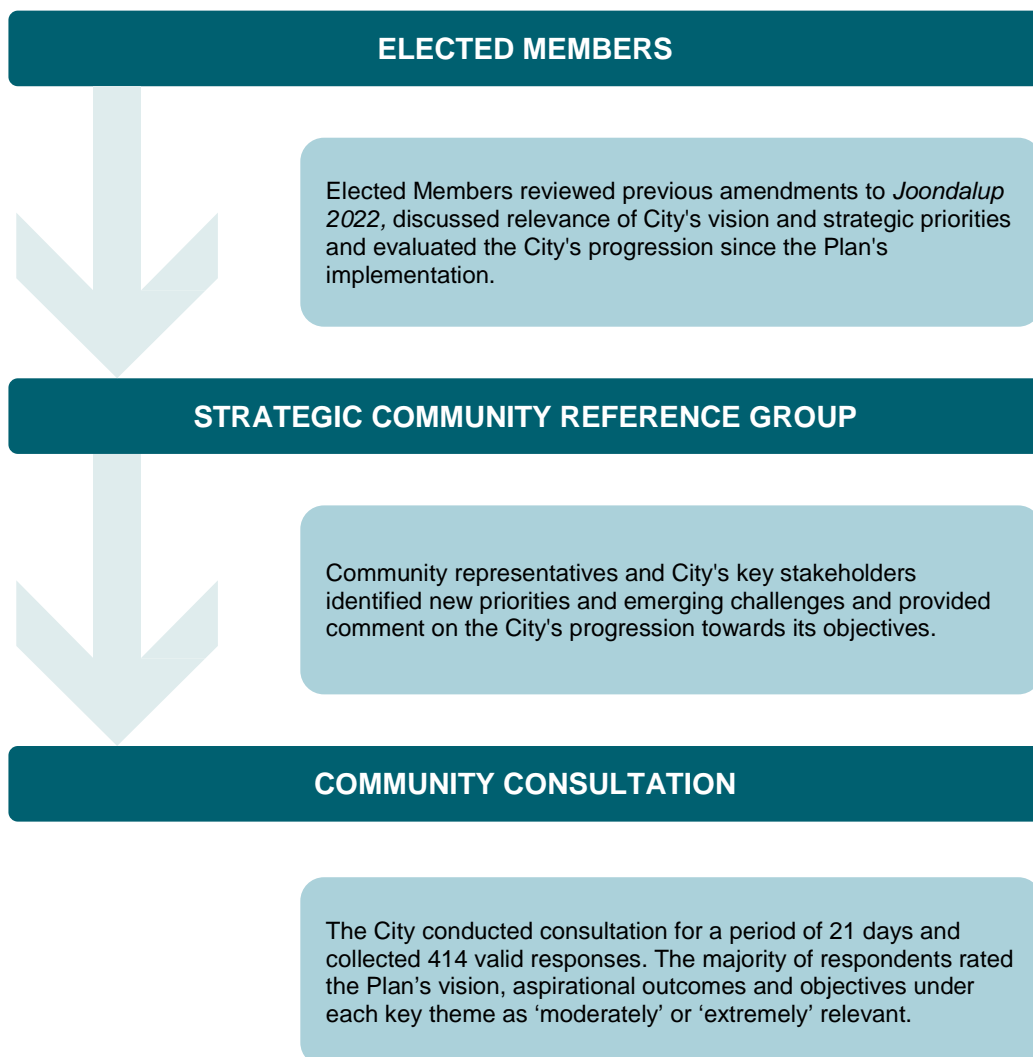 ELECTED MEMBERS
Elected Members reviewed previous amendments to Joondalup
2022, discussed relevance of City's vision and strategic priorities
and evaluated the City's progression since the Plan's
implementation.
STRATEGIC COMMUNITY REFERENCE GROUP
Community representatives and City's key stakeholders
identified new priorities and emerging challenges and provided
comment on the City's progression towards its objectives.
COMMUNITY CONSULTATION
The City conducted consultation for a period of 21 days and
collected 414 valid responses. The majority of respondents rated
the Plan’s vision, aspirational outcomes and objectives under
each key theme as ‘moderately’ or ‘extremely’ relevant.